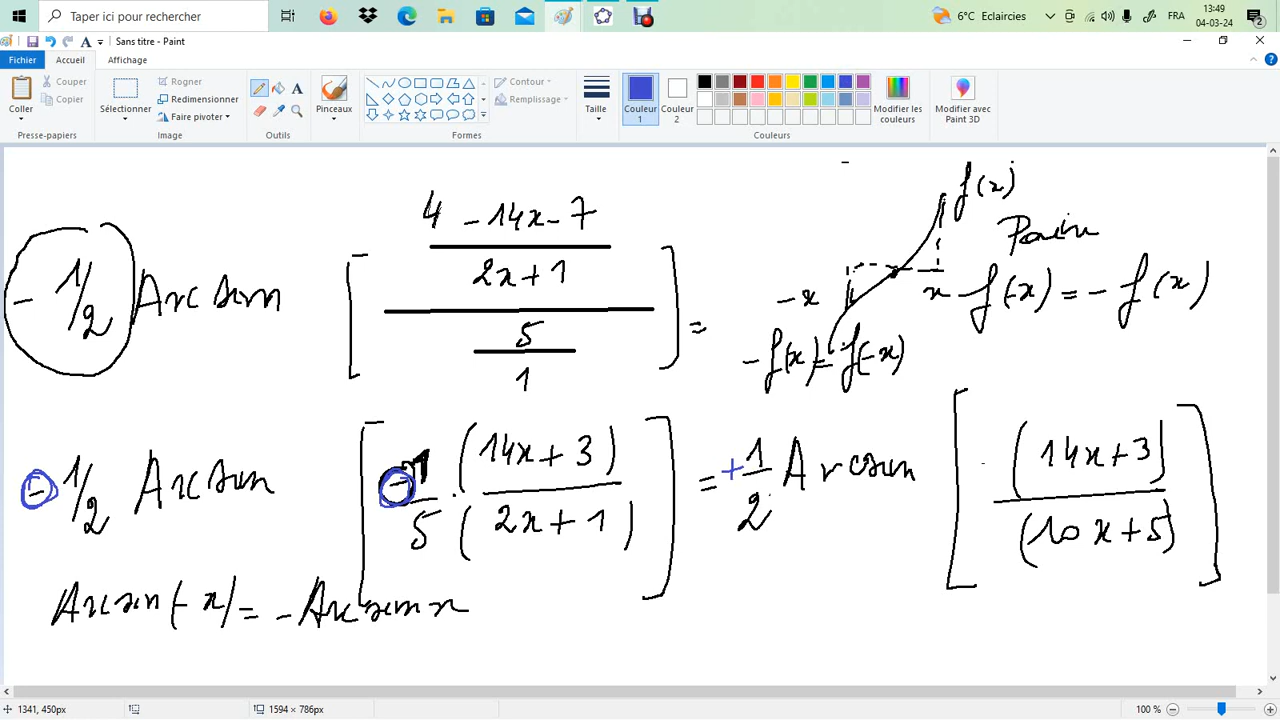 Taper ici pour rechercher
6°C Eclaircies
FRA
13:49
04-03-24
2
Sans titre - Paint
Fichier Accueil Affichage
Coller
Couper
Copier
Presse-papiers
Sélectionner
Rogner
Redimensionner
Faire pivoter
Image
Pinceaux
Outils
Contour
Remplissage
Formes
Taille
Couleur 1
Couleur 2
Modifier les couleurs
Modifier avec Paint 3D
Couleurs
- 1/2 Arcsin [ ((4 - 14x - 7) / (2x + 1)) / (5 / 1) ] =
f(x)
-x
x
-f(x) = f(-x)
f(-x) = - f(x)
- 1/2 Arcsin [ -1/5 . (14x + 3) / (2x + 1) ] = + 1/2 Arcsin [ (14x + 3) / (10x + 5) ]
Arcsin(-x) = - Arcsin x
1341, 450px
1594 × 786px
100 %